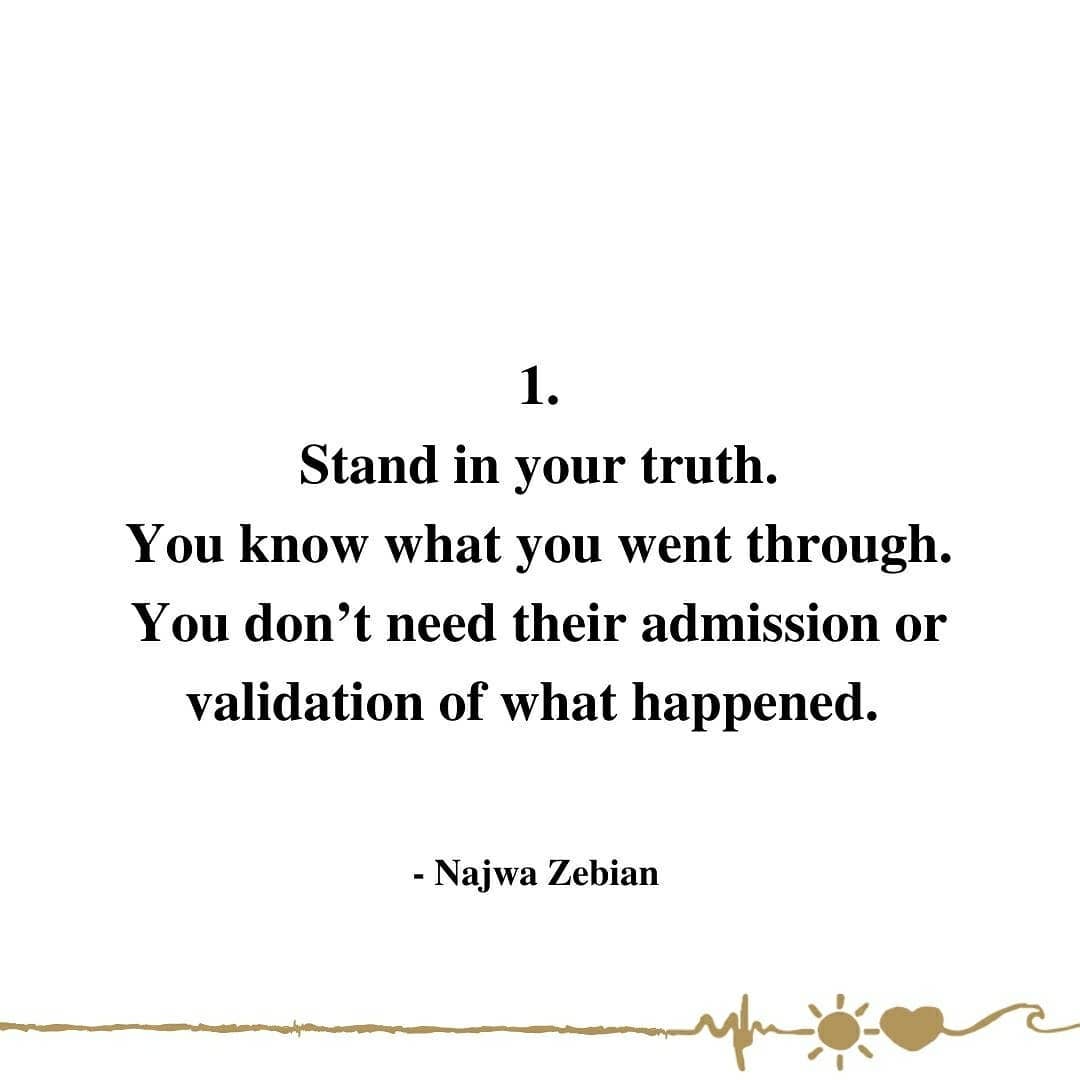 1.
Stand in your truth.
You know what you went through.
You don’t need their admission or
validation of what happened.
- Najwa Zebian